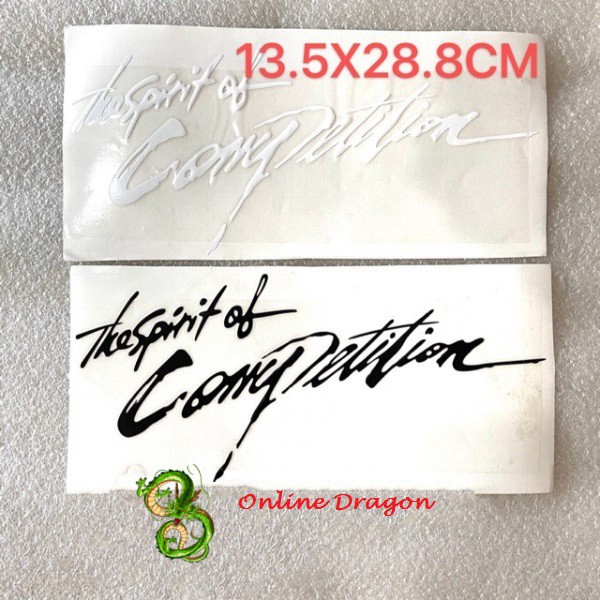 13.5X28.8CM
The Spirit of
Competition
The Spirit of
Competition
Online Dragon